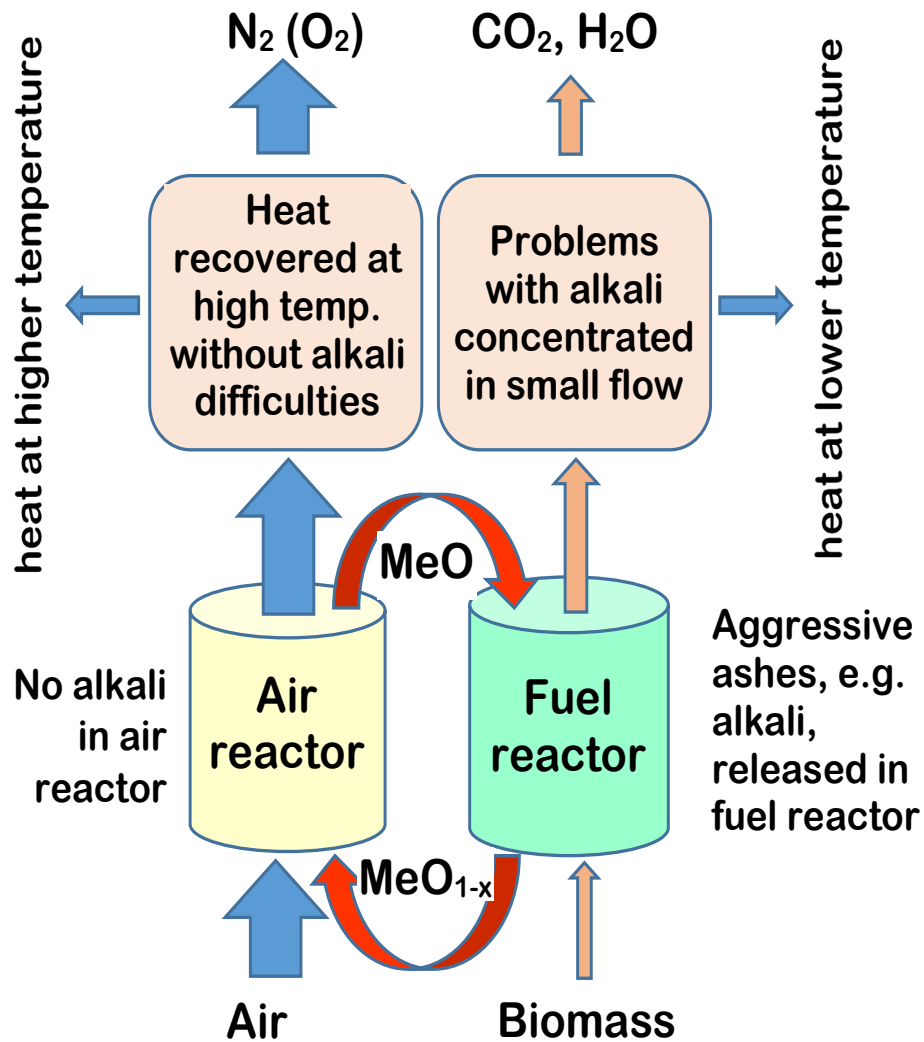 N₂ (O₂)
CO₂, H₂O
heat at higher temperature
Heat
recovered at
high temp.
without alkali
difficulties
Problems
with alkali
concentrated
in small flow
heat at lower temperature
MeO
No alkali
in air
reactor
Air
reactor
Fuel
reactor
Aggressive
ashes, e.g.
alkali,
released in
fuel reactor
MeO₁₋ₓ
Air
Biomass